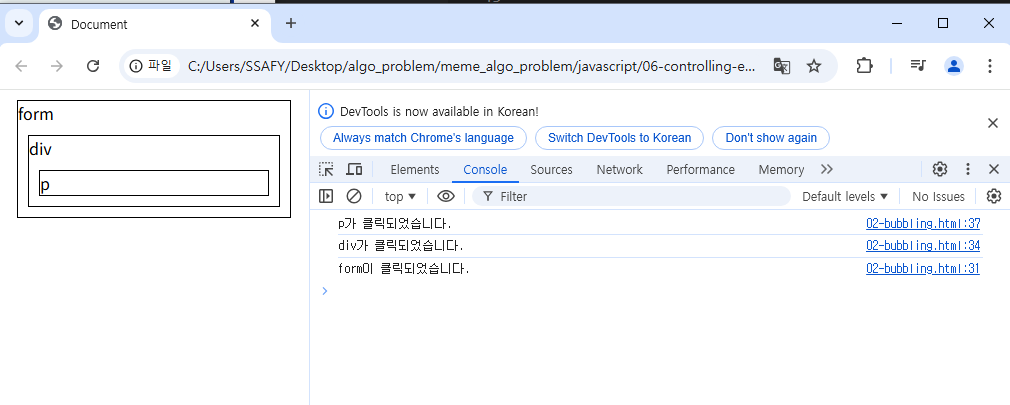 Document
파일 C:/Users/SSAFY/Desktop/algo_problem/meme_algo_problem/javascript/06-controlling-e...
form
div
p
DevTools is now available in Korean!
Always match Chrome's language Switch DevTools to Korean Don't show again
Elements Console Sources Network Performance Memory
top Filter Default levels No Issues
p가 클릭되었습니다. 02-bubbling.html:37
div가 클릭되었습니다. 02-bubbling.html:34
form이 클릭되었습니다. 02-bubbling.html:31